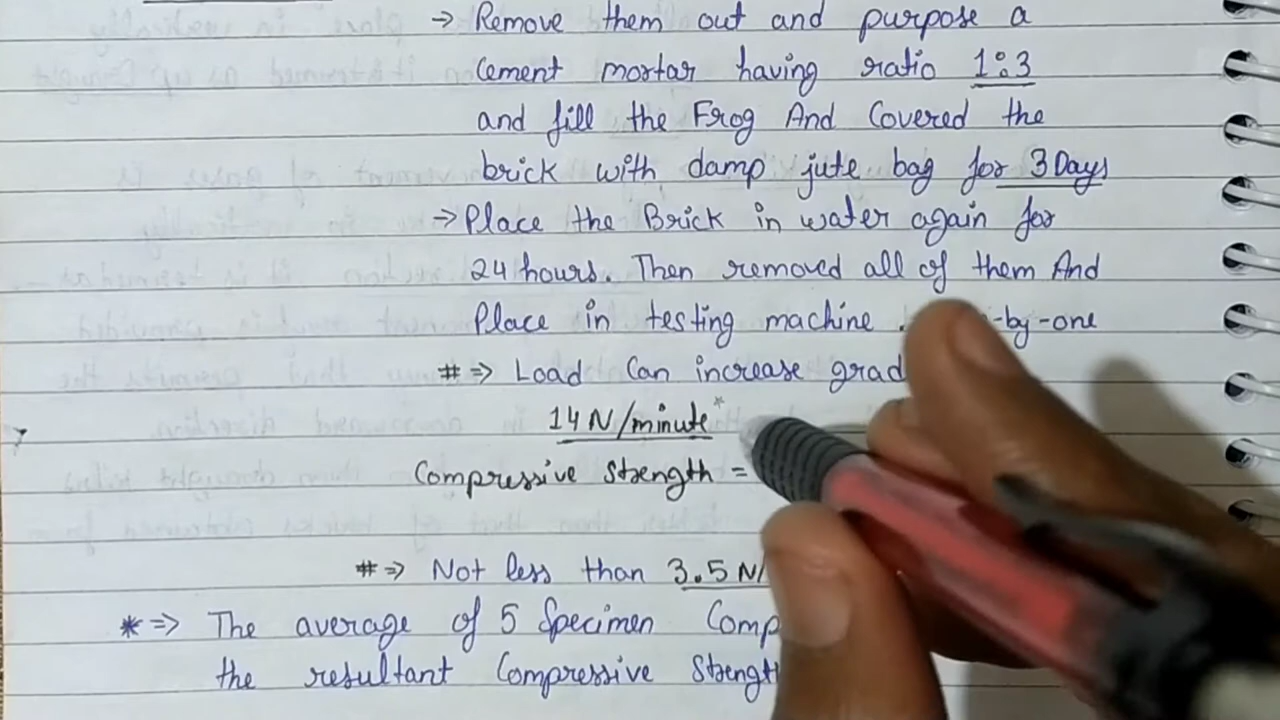 → Remove them out and purpose a
Cement mortar having ratio 1:3
and fill the Frog And Covered the
brick with damp jute bag for 3 Days
→ Place the Brick in water again for
24 hours. Then removed all of them And
Place in testing machine . -by-one
# ⇒ Load Can increase grad
14 N/minute*
Compressive Strength =
# ⇒ Not less than 3.5 N/
* ⇒ The average of 5 Specimen Comp
the resultant Compressive Strengt